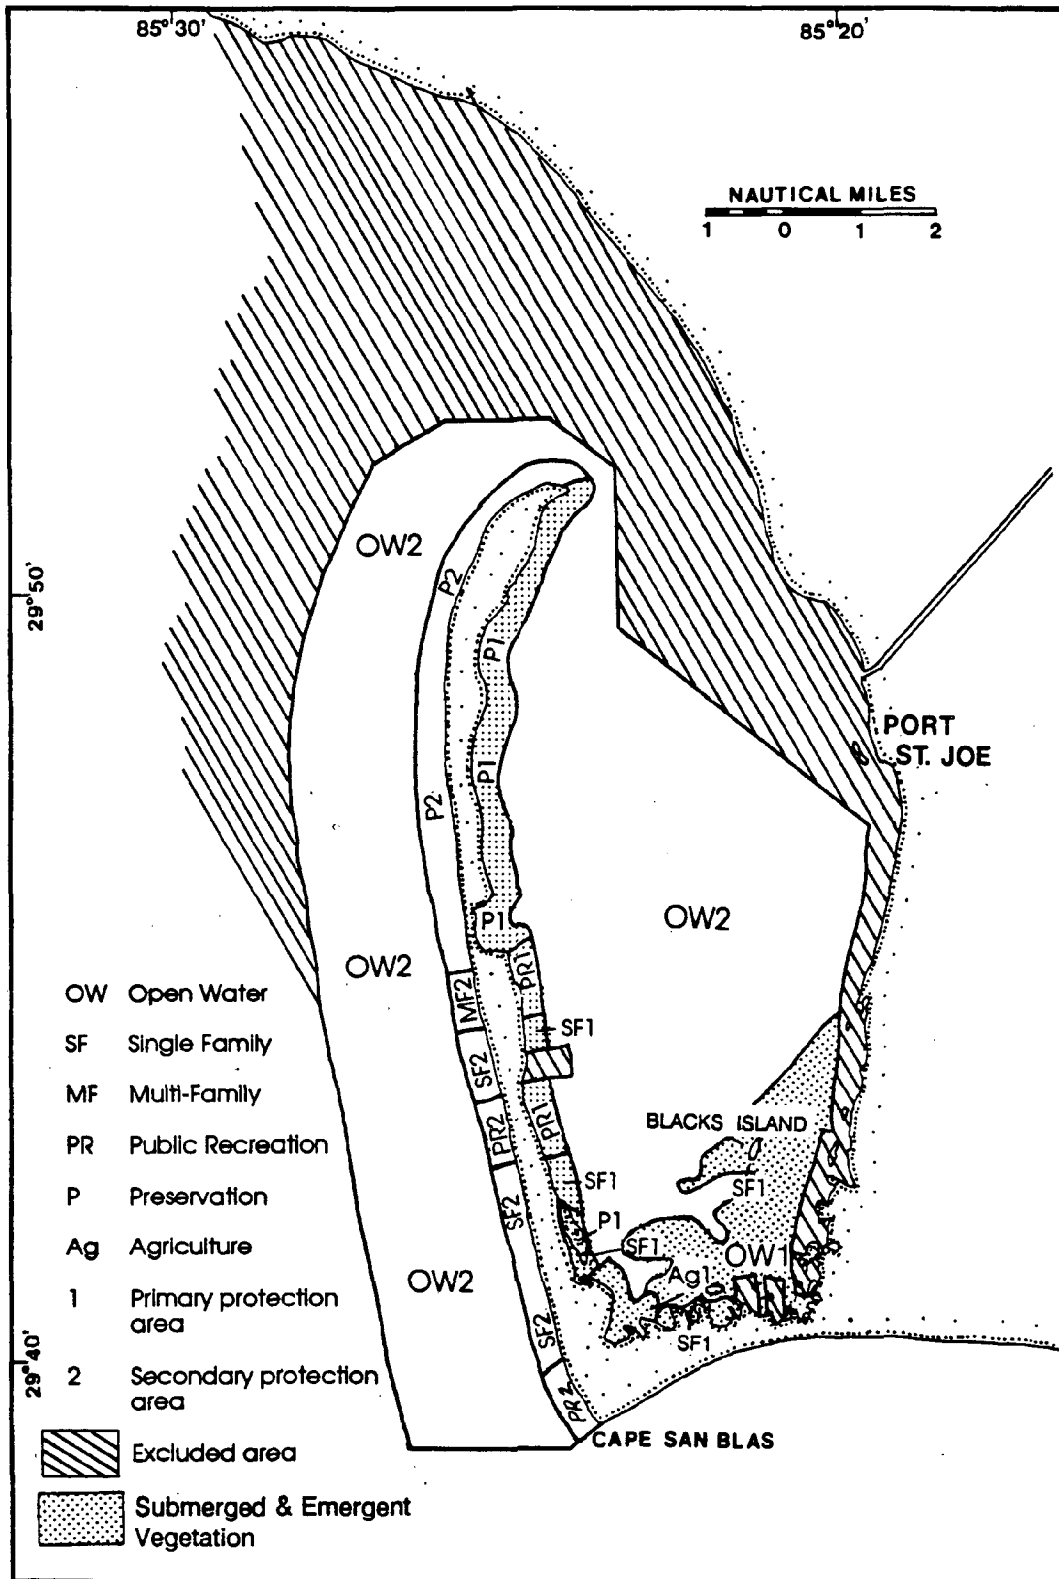 85° 30'
85° 20'
NAUTICAL MILES
1 0 1 2
OW2
29° 50'
P2
P1
PORT
ST. JOE
P1
P2
P1
OW2
PR1
OW2
MF2
OW Open Water
SF1
SF Single Family
SF2
MF Multi-Family
BLACKS ISLAND
PR2
PR1
PR Public Recreation
SF1
SF1
P Preservation
SF2
P1
SF1
OW1
Ag Agriculture
OW2
Ag1
1 Primary protection
area
SF2
SF1
29° 40'
2 Secondary protection
area
PR2
CAPE SAN BLAS
Excluded area
Submerged & Emergent
Vegetation